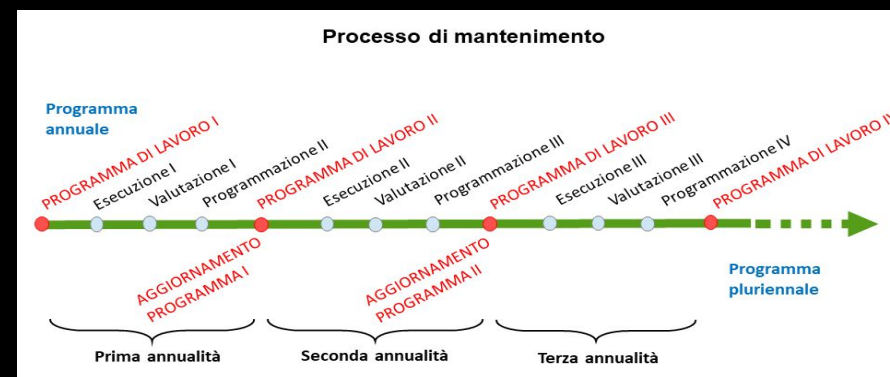 Processo di mantenimento
Programma
annuale
PROGRAMMA DI LAVORO I
Esecuzione I
Valutazione I
Programmazione II
PROGRAMMA DI LAVORO II
Esecuzione II
Valutazione II
Programmazione III
PROGRAMMA DI LAVORO III
Esecuzione III
Valutazione III
Programmazione IV
AGGIORNAMENTO
PROGRAMMA I
AGGIORNAMENTO
PROGRAMMA II
Programma
pluriennale
Prima annualità
Seconda annualità
Terza annualità
PROGRAMMA DI LAVORO